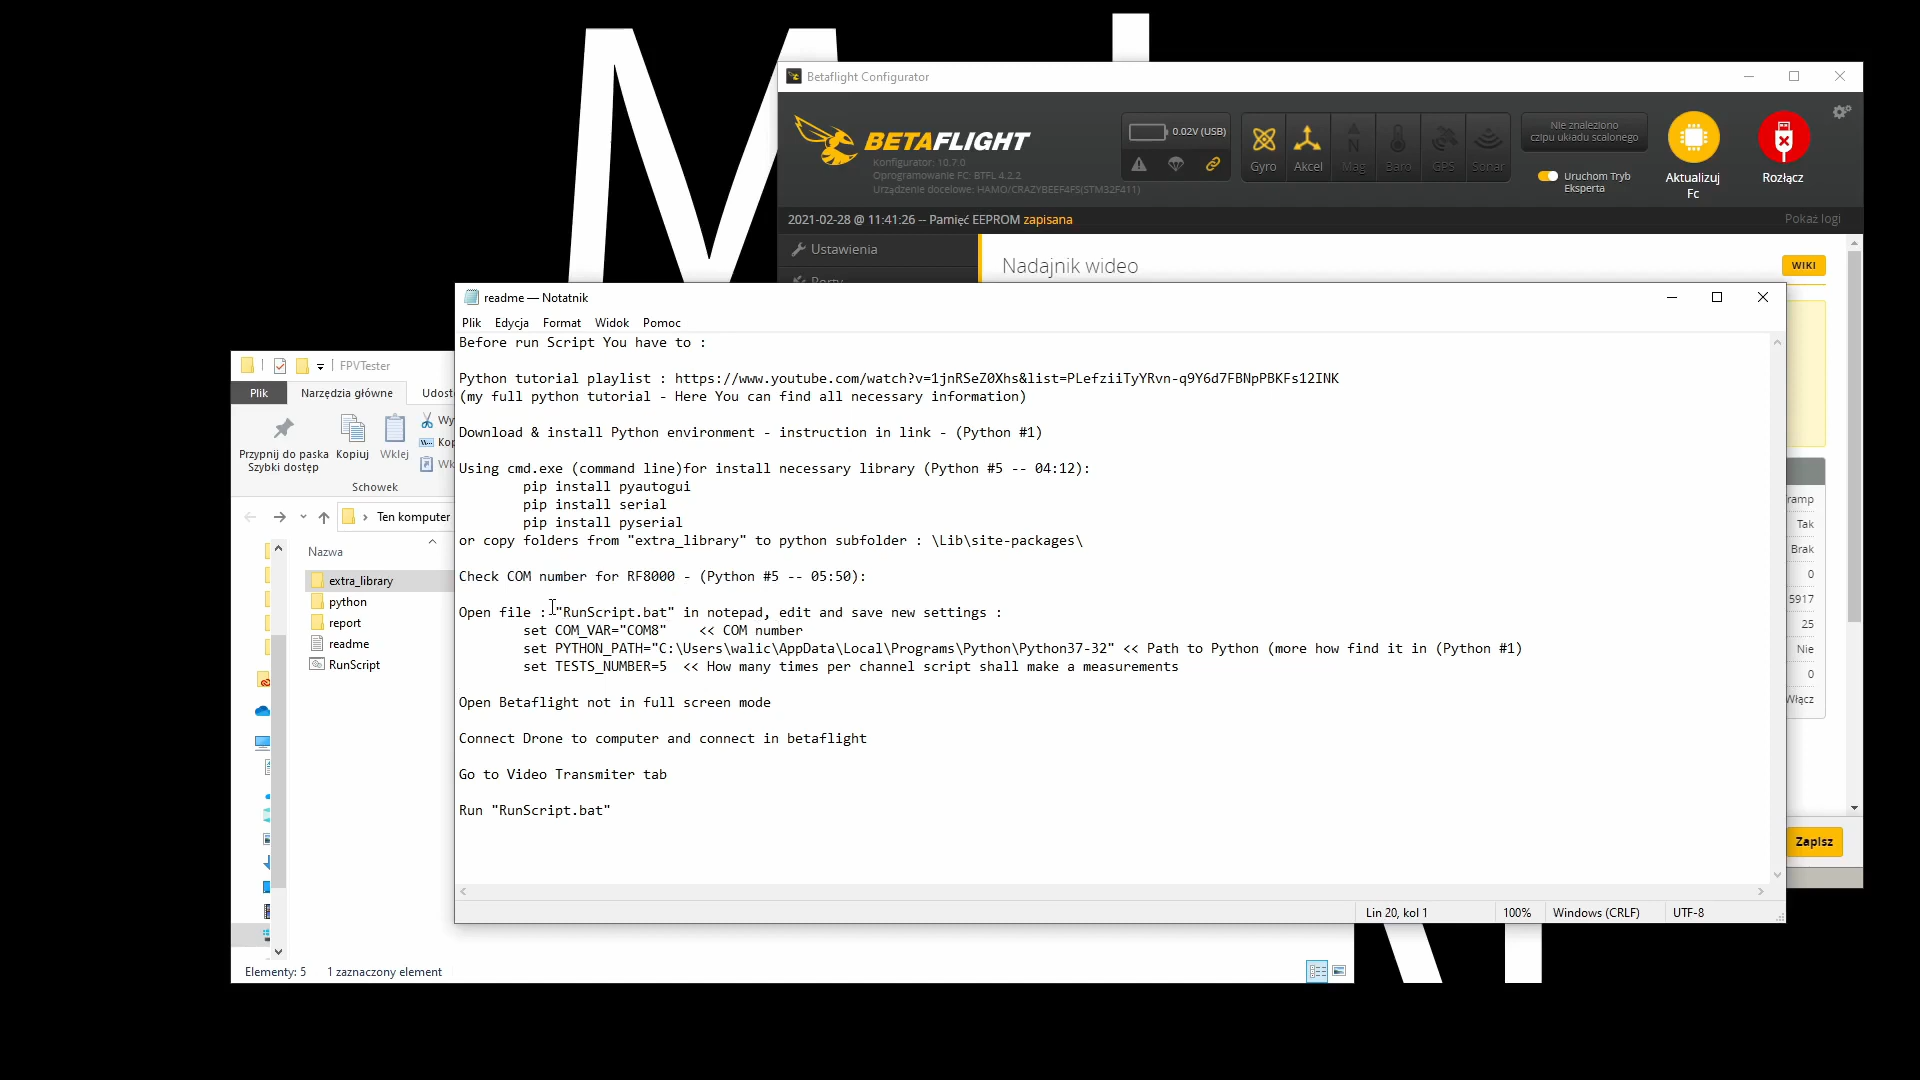 Betaflight Configurator
BETAFLIGHT
Konfigurator: 10.7.0
Oprogramowanie FC: BTFL 4.2.2
Urządzenie docelowe: HAMO/CRAZYBEEF4FS(STM32F411)
0.02V (USB)
Gyro
Akcel
Mag
Baro
GPS
Sonar
Nie znaleziono
czipu układu scalonego
Uruchom Tryb
Eksperta
Aktualizuj
Fc
Rozłącz
2021-02-28 @ 11:41:26 -- Pamięć EEPROM zapisana
Pokaż logi
Ustawienia
Porty
Nadajnik wideo
WIKI
readme — Notatnik
Plik Edycja Format Widok Pomoc
Before run Script You have to :
Python tutorial playlist : https://www.youtube.com/watch?v=1jnRSeZ0Xhs&list=PLefziiTyYRvn-q9Y6d7FBNpPBKFs12INK
(my full python tutorial - Here You can find all necessary information)
Download & install Python environment - instruction in link - (Python #1)
Using cmd.exe (command line)for install necessary library (Python #5 -- 04:12):
pip install pyautogui
pip install serial
pip install pyserial
or copy folders from "extra_library" to python subfolder : \Lib\site-packages\
Check COM number for RF8000 - (Python #5 -- 05:50):
Open file : "RunScript.bat" in notepad, edit and save new settings :
set COM_VAR="COM8" << COM number
set PYTHON_PATH="C:\Users\walic\AppData\Local\Programs\Python\Python37-32" << Path to Python (more how find it in (Python #1)
set TESTS_NUMBER=5 << How many times per channel script shall make a measurements
Open Betaflight not in full screen mode
Connect Drone to computer and connect in betaflight
Go to Video Transmiter tab
Run "RunScript.bat"
Lin 20, kol 1
100%
Windows (CRLF)
UTF-8
Tak
Brak
0
5917
25
Nie
0
Włącz
Zapisz
FPVTester
Plik
Narzędzia główne
Przypnij do paska
Szybki dostęp
Kopiuj
Wklej
Schowek
Ten komputer
Nazwa
extra_library
python
report
readme
RunScript
Elementy: 5
1 zaznaczony element